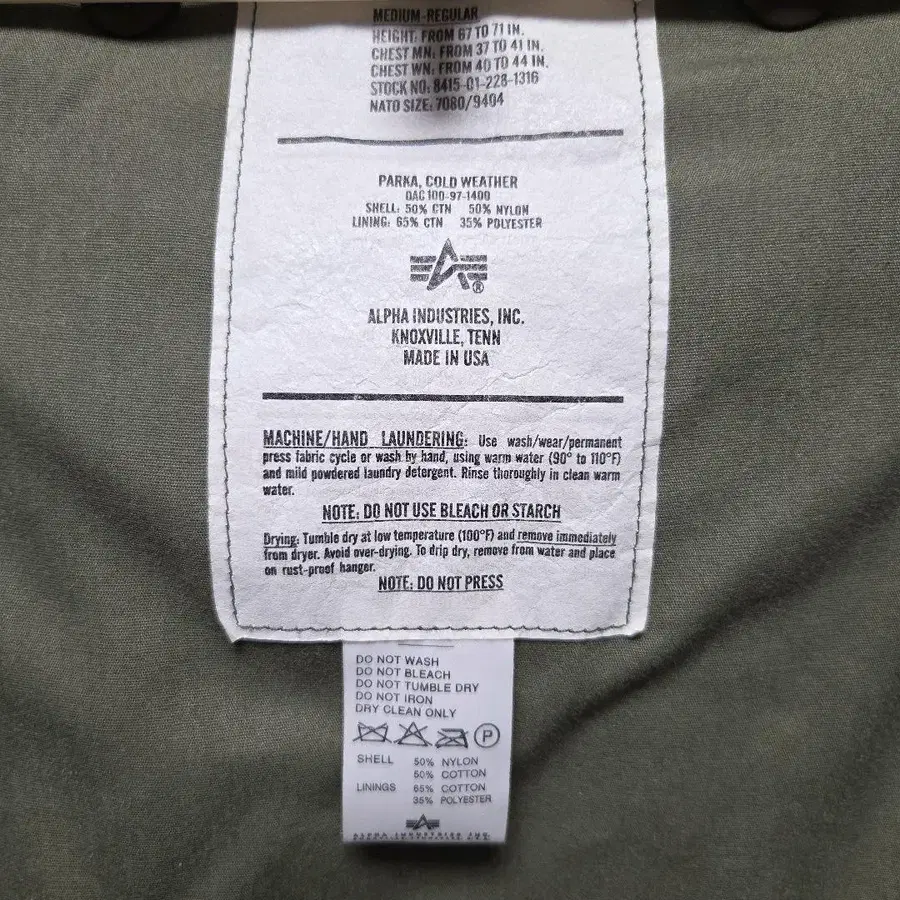 MEDIUM-REGULAR
HEIGHT: FROM 67 TO 71 IN.
CHEST MN: FROM 37 TO 41 IN.
CHEST WN: FROM 40 TO 44 IN.
STOCK NO: 8415-01-228-1316
NATO SIZE: 7080/9404
PARKA, COLD WEATHER
DAC 100-97-1400
SHELL: 50% CTN 50% NYLON
LINING: 65% CTN 35% POLYESTER
®
ALPHA INDUSTRIES, INC.
KNOXVILLE, TENN
MADE IN USA
MACHINE/HAND LAUNDERING: Use wash/wear/permanent
press fabric cycle or wash by hand, using warm water (90° to 110°F)
and mild powdered laundry detergent. Rinse thoroughly in clean warm
water.
NOTE: DO NOT USE BLEACH OR STARCH
Drying: Tumble dry at low temperature (100°F) and remove immediately
from dryer. Avoid over-drying. To drip dry, remove from water and place
on rust-proof hanger.
NOTE: DO NOT PRESS
DO NOT WASH
DO NOT BLEACH
DO NOT TUMBLE DRY
DO NOT IRON
DRY CLEAN ONLY
P
SHELL 50% NYLON
50% COTTON
LININGS 65% COTTON
35% POLYESTER
ALPHA INDUSTRIES INC.